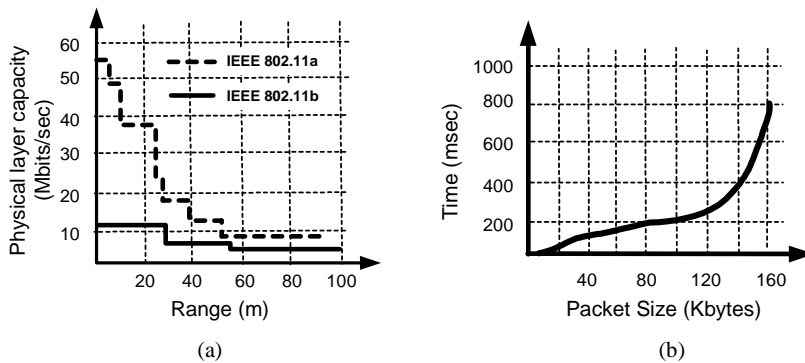 Physical layer capacity
(Mbits/sec)
60
50
40
30
20
10
IEEE 802.11a
IEEE 802.11b
20 40 60 80 100
Range (m)
(a)
Time (msec)
1000
800
600
400
200
40 80 120 160
Packet Size (Kbytes)
(b)